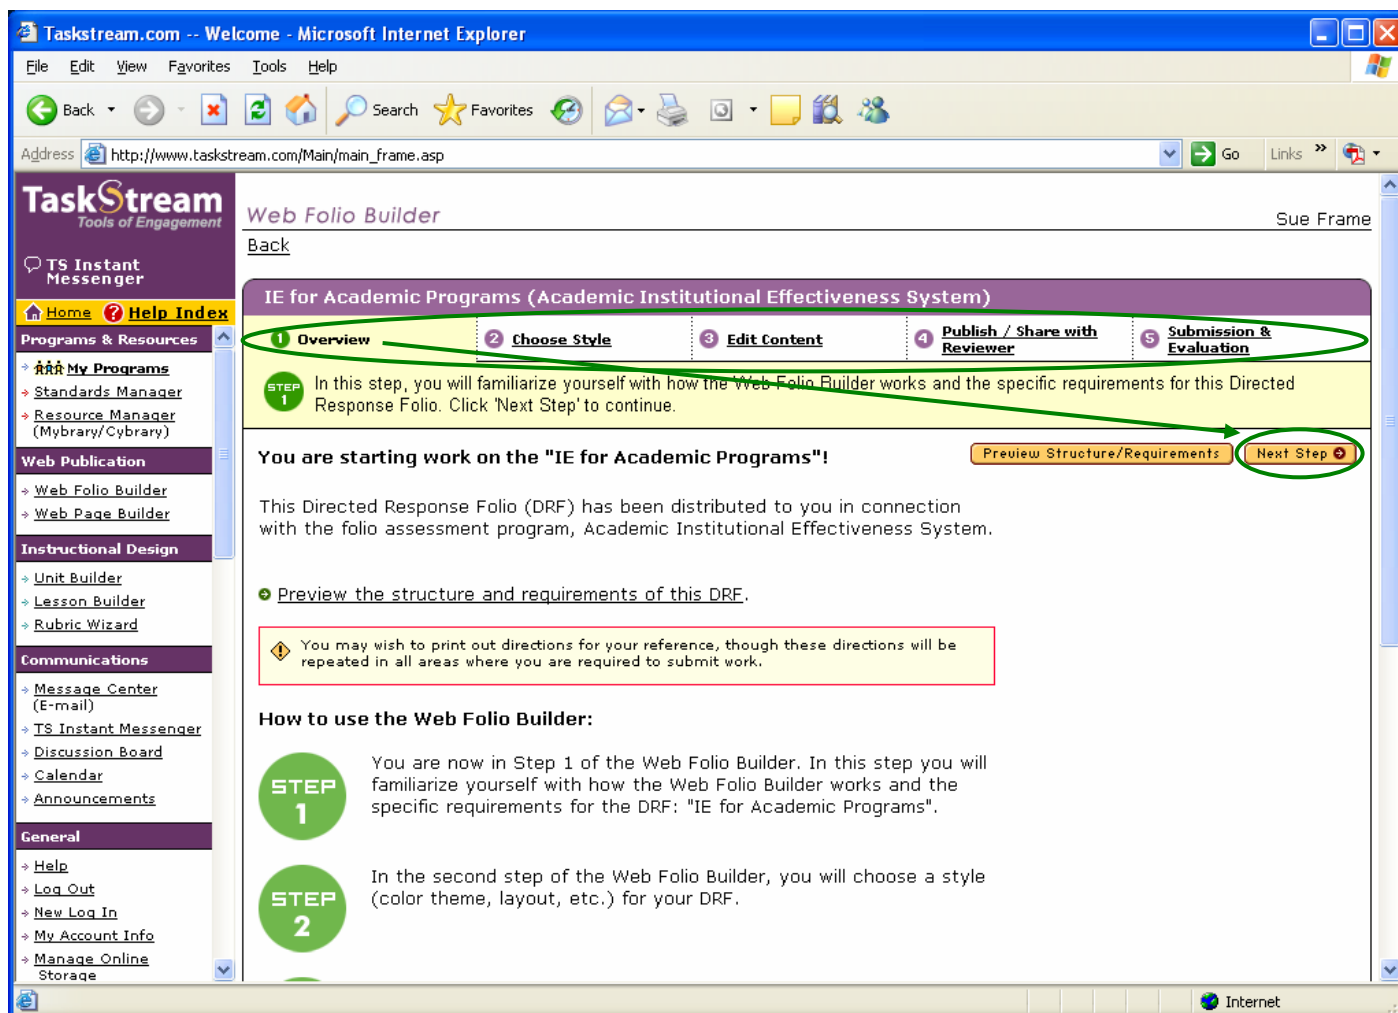 Taskstream.com -- Welcome - Microsoft Internet Explorer
File Edit View Favorites Tools Help
Back Search Favorites
Address http://www.taskstream.com/Main/main_frame.asp Go Links »
TaskStream
Tools of Engagement
TS Instant
Messenger
Home ? Help Index
Programs & Resources
My Programs
Standards Manager
Resource Manager
(Mybrary/Cybrary)
Web Publication
Web Folio Builder
Web Page Builder
Instructional Design
Unit Builder
Lesson Builder
Rubric Wizard
Communications
Message Center
(E-mail)
TS Instant Messenger
Discussion Board
Calendar
Announcements
General
Help
Log Out
New Log In
My Account Info
Manage Online
Storage
Web Folio Builder
Sue Frame
Back
IE for Academic Programs (Academic Institutional Effectiveness System)
1 Overview
2 Choose Style
3 Edit Content
4 Publish / Share with
Reviewer
5 Submission &
Evaluation
STEP
1
In this step, you will familiarize yourself with how the Web Folio Builder works and the specific requirements for this Directed
Response Folio. Click 'Next Step' to continue.
You are starting work on the "IE for Academic Programs"!
Preview Structure/Requirements
Next Step
This Directed Response Folio (DRF) has been distributed to you in connection
with the folio assessment program, Academic Institutional Effectiveness System.
Preview the structure and requirements of this DRF.
You may wish to print out directions for your reference, though these directions will be
repeated in all areas where you are required to submit work.
How to use the Web Folio Builder:
STEP
1
You are now in Step 1 of the Web Folio Builder. In this step you will
familiarize yourself with how the Web Folio Builder works and the
specific requirements for the DRF: "IE for Academic Programs".
STEP
2
In the second step of the Web Folio Builder, you will choose a style
(color theme, layout, etc.) for your DRF.
Internet